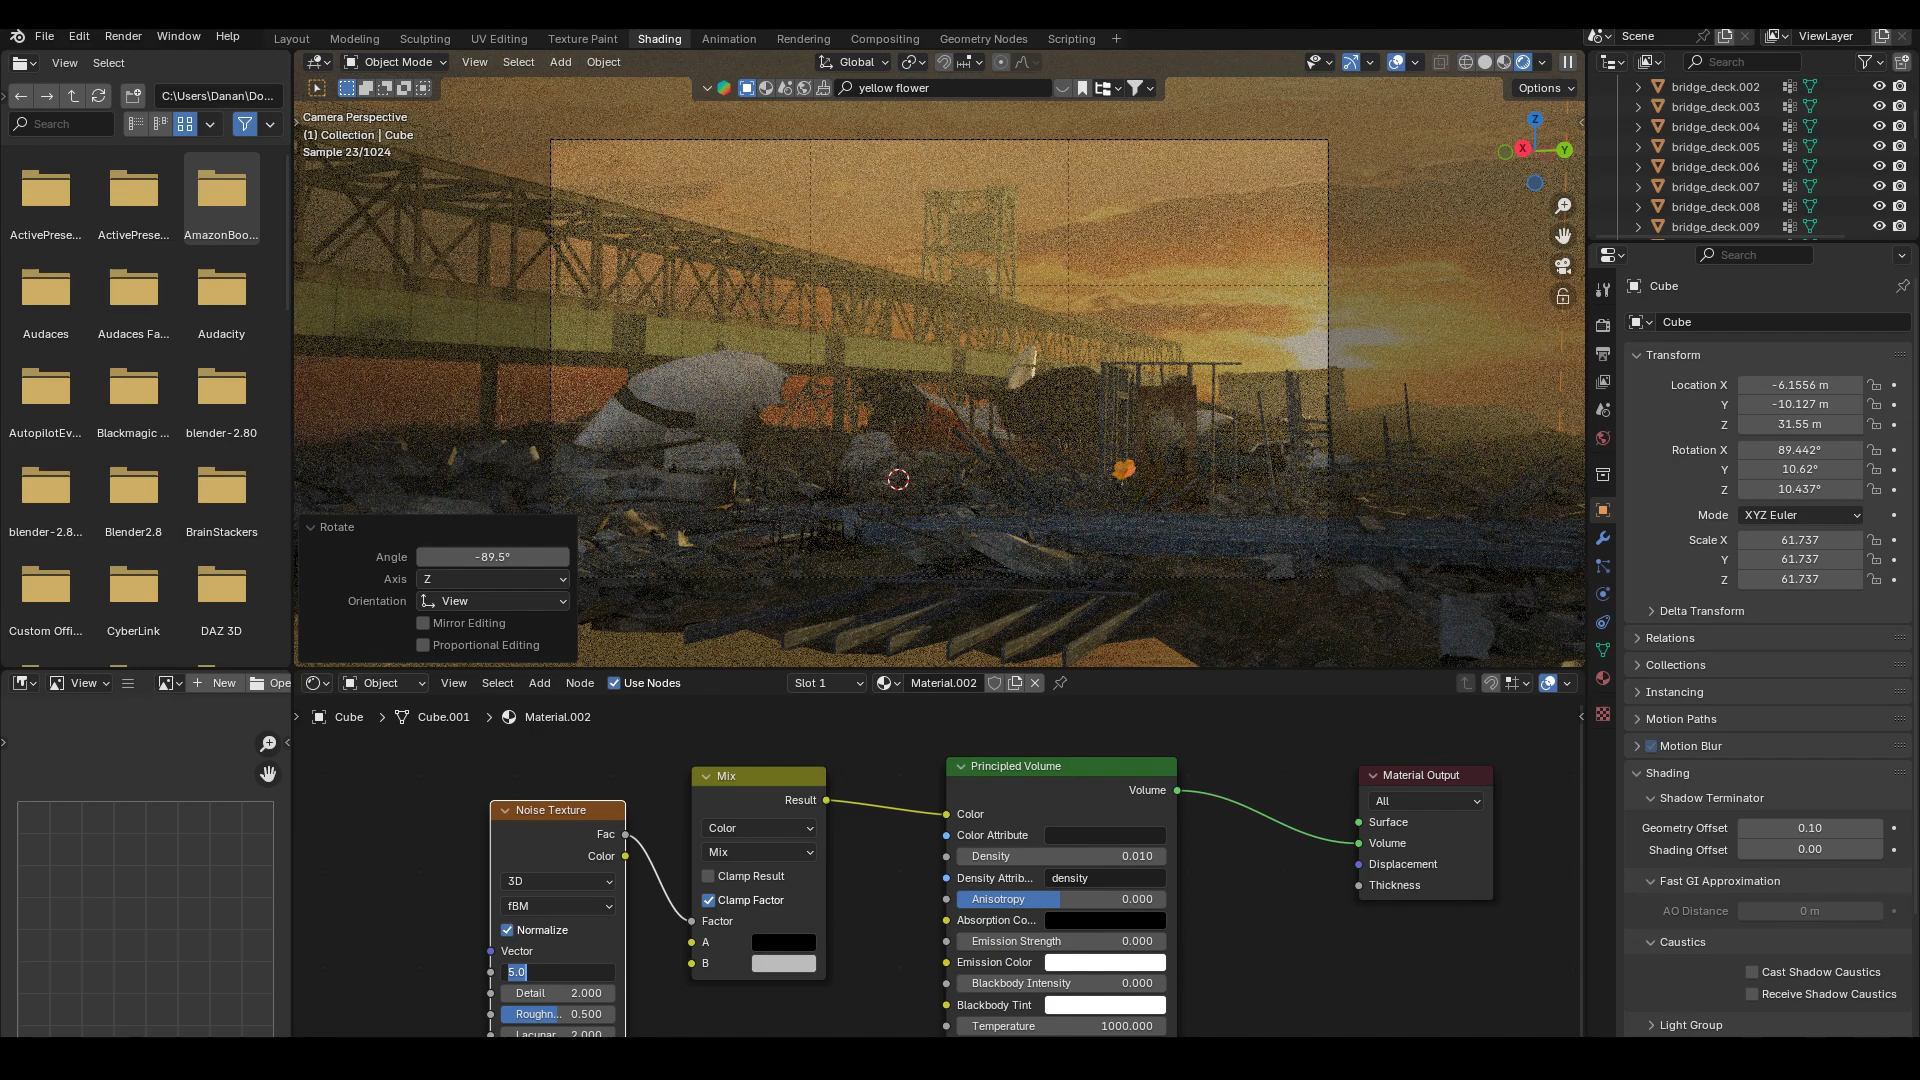 File Edit Render Window Help
Layout Modeling Sculpting UV Editing Texture Paint Shading Animation Rendering Compositing Geometry Nodes Scripting +
Scene
ViewLayer
View Select
Object Mode View Select Add Object
Global
Search
C:\Users\Danan\Do...
yellow flower
Options
Search
Camera Perspective
(1) Collection | Cube
Sample 23/1024
Z
X
Y
bridge_deck.002
bridge_deck.003
bridge_deck.004
bridge_deck.005
bridge_deck.006
bridge_deck.007
bridge_deck.008
bridge_deck.009
ActivePrese... ActivePrese... AmazonBoo...
Audaces Audaces Fa... Audacity
AutopilotEv... Blackmagic ... blender-2.80
blender-2.8... Blender2.8 BrainStackers
Custom Offi... CyberLink DAZ 3D
Rotate
Angle -89.5°
Axis Z
Orientation View
Mirror Editing
Proportional Editing
Search
Cube
Cube
Transform
Location X -6.1556 m
Y -10.127 m
Z 31.55 m
Rotation X 89.442°
Y 10.62°
Z 10.437°
Mode XYZ Euler
Scale X 61.737
Y 61.737
Z 61.737
Delta Transform
Relations
Collections
Instancing
Motion Paths
Motion Blur
Shading
Shadow Terminator
Geometry Offset 0.10
Shading Offset 0.00
Fast GI Approximation
AO Distance 0 m
Caustics
Cast Shadow Caustics
Receive Shadow Caustics
Light Group
View
New
Ope
Object View Select Add Node Use Nodes
Slot 1
Material.002
Cube > Cube.001 > Material.002
Noise Texture
Fac
Color
3D
fBM
Normalize
Vector
5.0
Detail 2.000
Roughn... 0.500
Lacunar 2.000
Mix
Result
Color
Mix
Clamp Result
Clamp Factor
Factor
A
B
Principled Volume
Volume
Color
Color Attribute
Density 0.010
Density Attrib... density
Anisotropy 0.000
Absorption Co...
Emission Strength 0.000
Emission Color
Blackbody Intensity 0.000
Blackbody Tint
Temperature 1000.000
Material Output
All
Surface
Volume
Displacement
Thickness